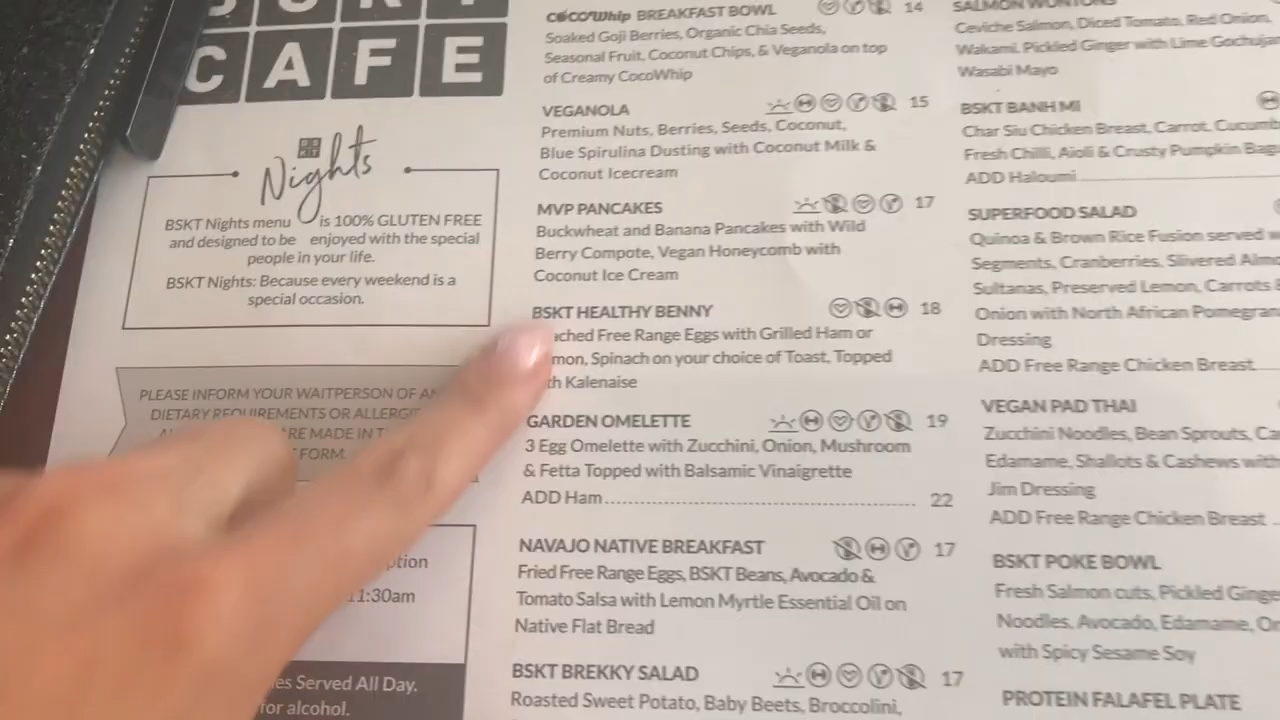 CAFE
BSKT
Nights
BSKT Nights menu is 100% GLUTEN FREE
and designed to be enjoyed with the special
people in your life.
BSKT Nights: Because every weekend is a
special occasion.
PLEASE INFORM YOUR WAITPERSON OF
DIETARY REQUIREMENTS OR
ARE MADE IN
FORM.
11:30am
Served All Day.
for alcohol.
COCOWhip BREAKFAST BOWL 14
Soaked Goji Berries, Organic Chia Seeds,
Seasonal Fruit, Coconut Chips, & Veganola on top
of Creamy CocoWhip
VEGANOLA 15
Premium Nuts, Berries, Seeds, Coconut,
Blue Spirulina Dusting with Coconut Milk &
Coconut Icecream
MVP PANCAKES 17
Buckwheat and Banana Pancakes with Wild
Berry Compote, Vegan Honeycomb with
Coconut Ice Cream
BSKT HEALTHY BENNY 18
ached Free Range Eggs with Grilled Ham or
mon, Spinach on your choice of Toast, Topped
th Kalenaise
GARDEN OMELETTE 19
3 Egg Omelette with Zucchini, Onion, Mushroom
& Fetta Topped with Balsamic Vinaigrette
ADD Ham 22
NAVAJO NATIVE BREAKFAST 17
Fried Free Range Eggs, BSKT Beans, Avocado &
Tomato Salsa with Lemon Myrtle Essential Oil on
Native Flat Bread
BSKT BREKKY SALAD 17
Roasted Sweet Potato, Baby Beets, Broccolini,
SALMON WONTONS
Ceviche Salmon, Diced Tomato, Red Onion,
Wakami, Pickled Ginger with Lime Gochujan
Wasabi Mayo
BSKT BANH MI
Char Siu Chicken Breast, Carrot, Cucumb
Fresh Chilli, Aioli & Crusty Pumpkin Bag
ADD Haloumi
SUPERFOOD SALAD
Quinoa & Brown Rice Fusion served w
Segments, Cranberries, Slivered Almo
Sultanas, Preserved Lemon, Carrots &
Onion with North African Pomegran
Dressing
ADD Free Range Chicken Breast
VEGAN PAD THAI
Zucchini Noodles, Bean Sprouts, Ca
Edamame, Shallots & Cashews with
Jim Dressing
ADD Free Range Chicken Breast
BSKT POKE BOWL
Fresh Salmon cuts, Pickled Ginge
Noodles, Avocado, Edamame, Or
with Spicy Sesame Soy
PROTEIN FALAFEL PLATE